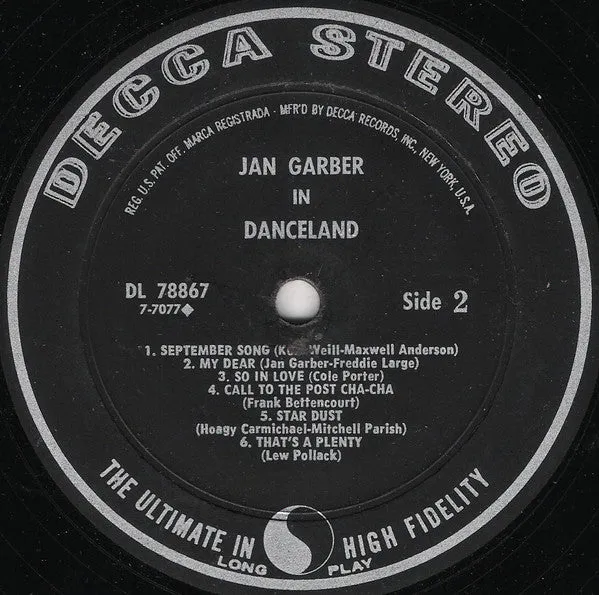 DECCA STEREO
REG. U.S. PAT. OFF. MARCA REGISTRADA - MFR'D BY DECCA RECORDS, INC., NEW YORK, U.S.A.
JAN GARBER
IN
DANCELAND
DL 78867
7-7077◆
Side 2
1. SEPTEMBER SONG (Weill-Maxwell Anderson)
2. MY DEAR (Jan Garber-Freddie Large)
3. SO IN LOVE (Cole Porter)
4. CALL TO THE POST CHA-CHA
(Frank Bettencourt)
5. STAR DUST
(Hoagy Carmichael-Mitchell Parish)
6. THAT'S A PLENTY
(Lew Pollack)
THE ULTIMATE IN HIGH FIDELITY
LONG PLAY